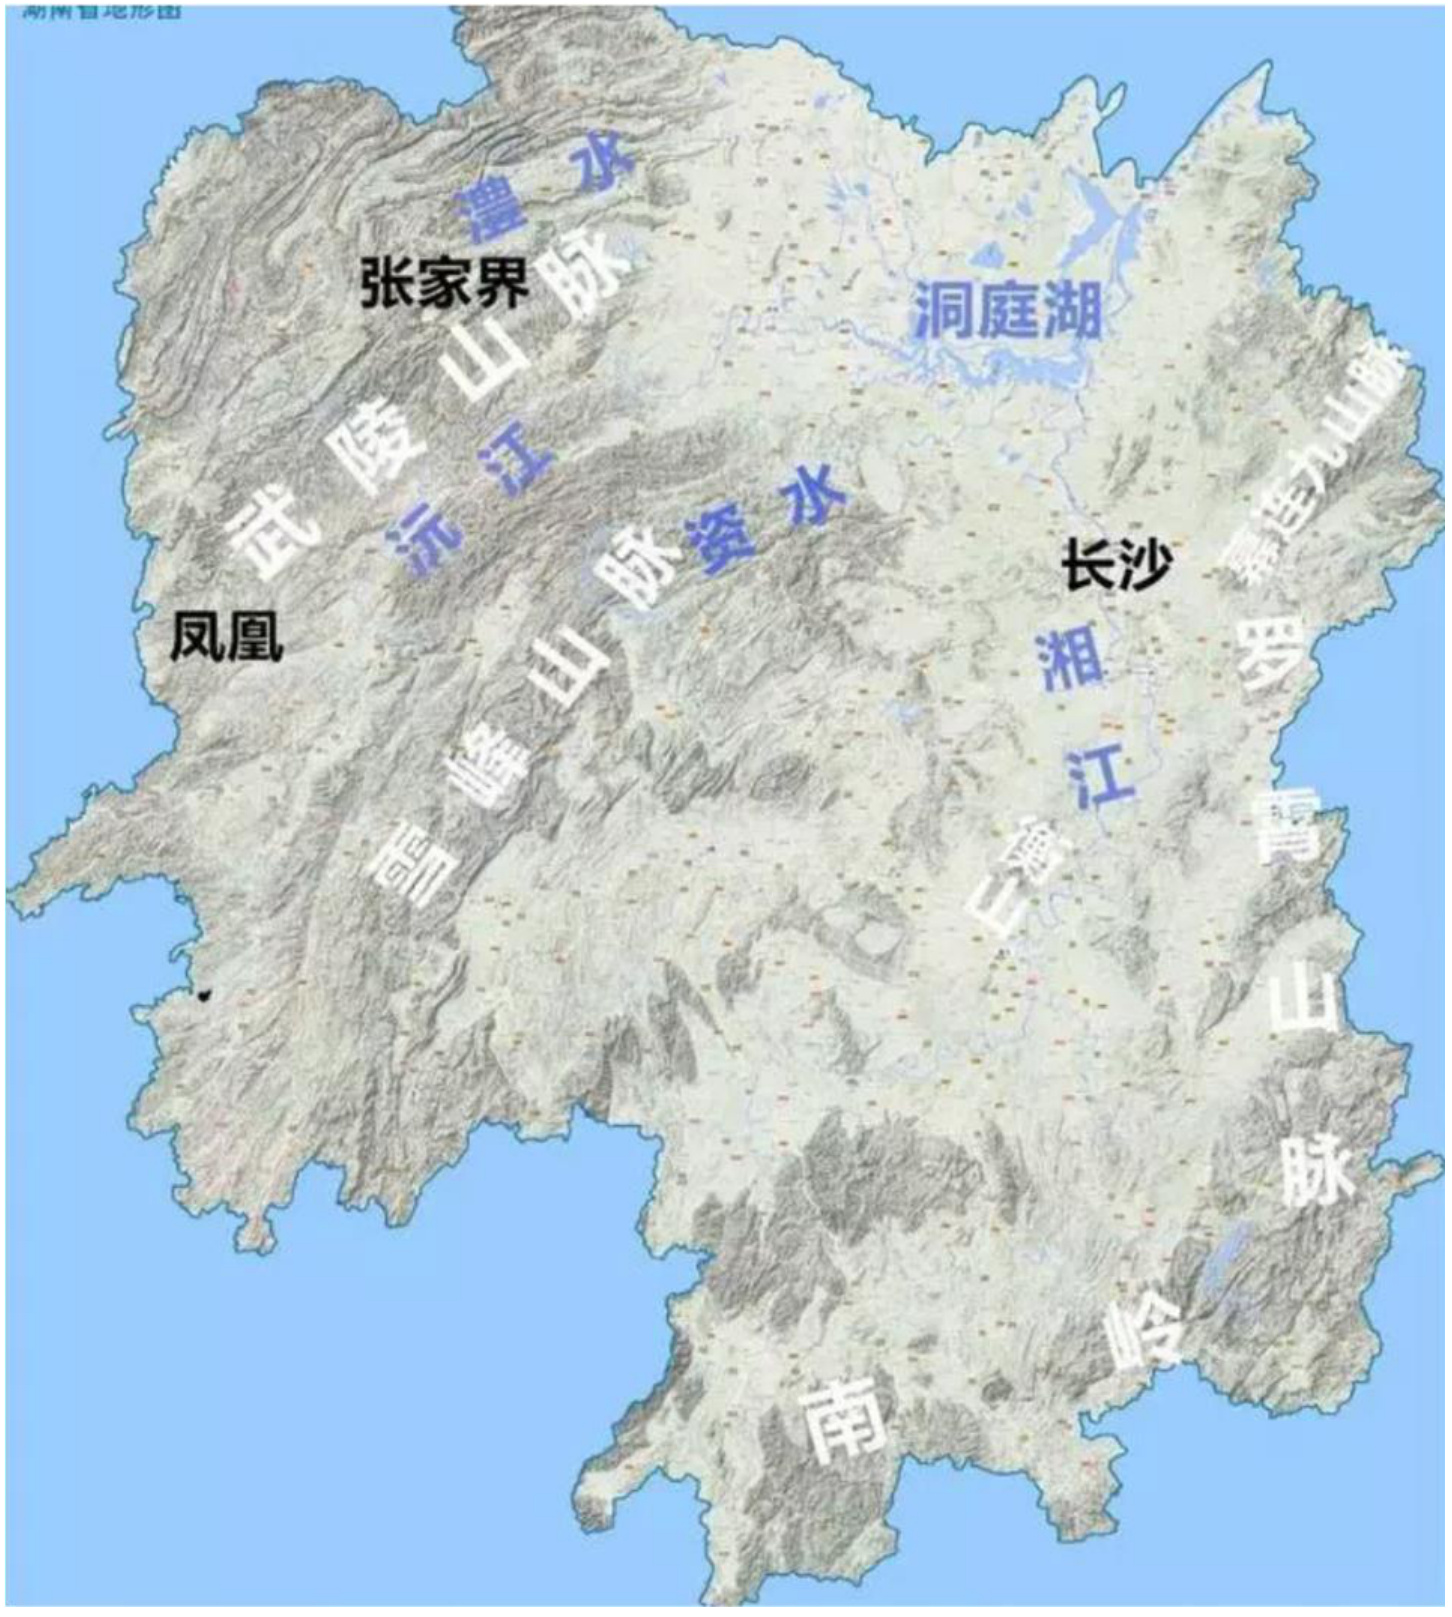 湖南省地形图
澧水
张家界
武陵山脉
洞庭湖
幕连九山脉
沅江
资水
雪峰山脉
长沙
凤凰
湘江
罗霄山脉
衡山
南岭